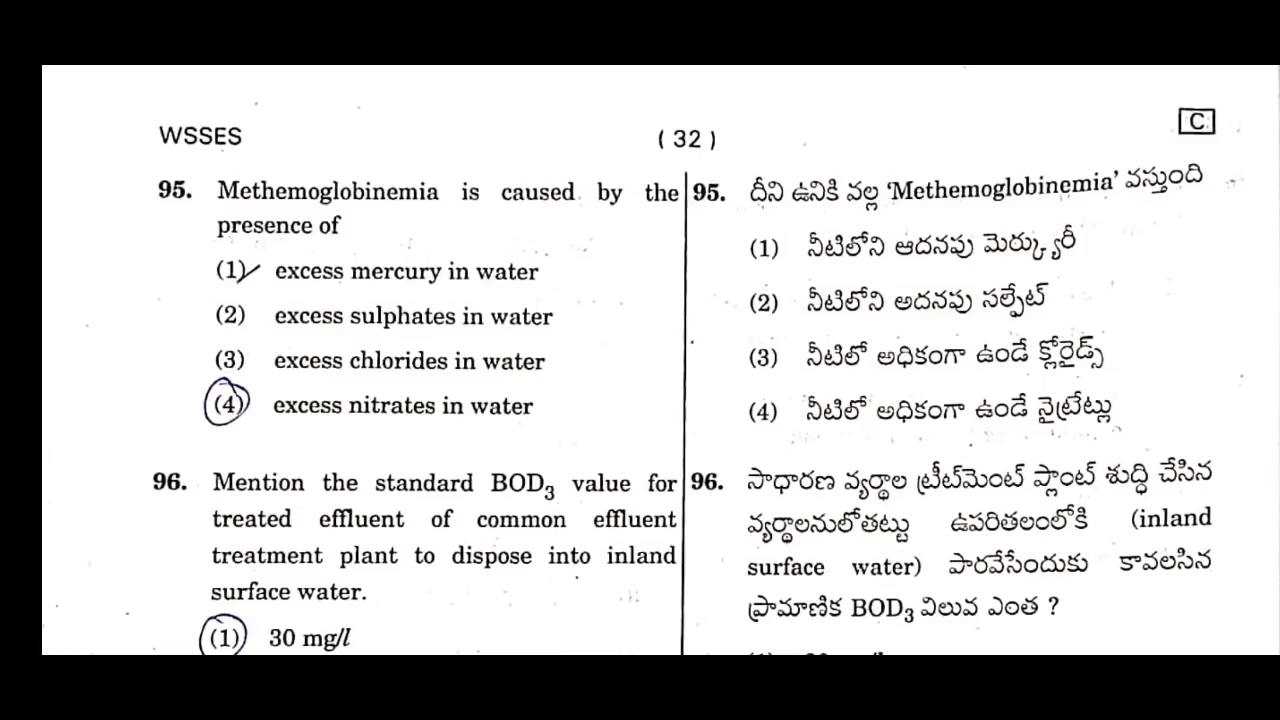 WSSES
( 32 )
C
95. Methemoglobinemia is caused by the
presence of
(1) excess mercury in water
(2) excess sulphates in water
(3) excess chlorides in water
(4) excess nitrates in water
96. Mention the standard BOD3 value for
treated effluent of common effluent
treatment plant to dispose into inland
surface water.
(1) 30 mg/l
95. దీని ఉనికి వల్ల ‘Methemoglobinemia’ వస్తుంది
(1) నీటిలోని ఆదనపు మెర్క్యురీ
(2) నీటిలోని అదనపు సల్ఫేట్
(3) నీటిలో అధికంగా ఉండే క్లోరైడ్స్
(4) నీటిలో అధికంగా ఉండే నైట్రేట్లు
96. సాధారణ వ్యర్థాల ట్రీట్‌మెంట్ ప్లాంట్ శుద్ధి చేసిన
వ్యర్థాలనులోతట్టు ఉపరితలంలోకి (inland
surface water) పారవేసేందుకు కావలసిన
ప్రామాణిక BOD3 విలువ ఎంత ?